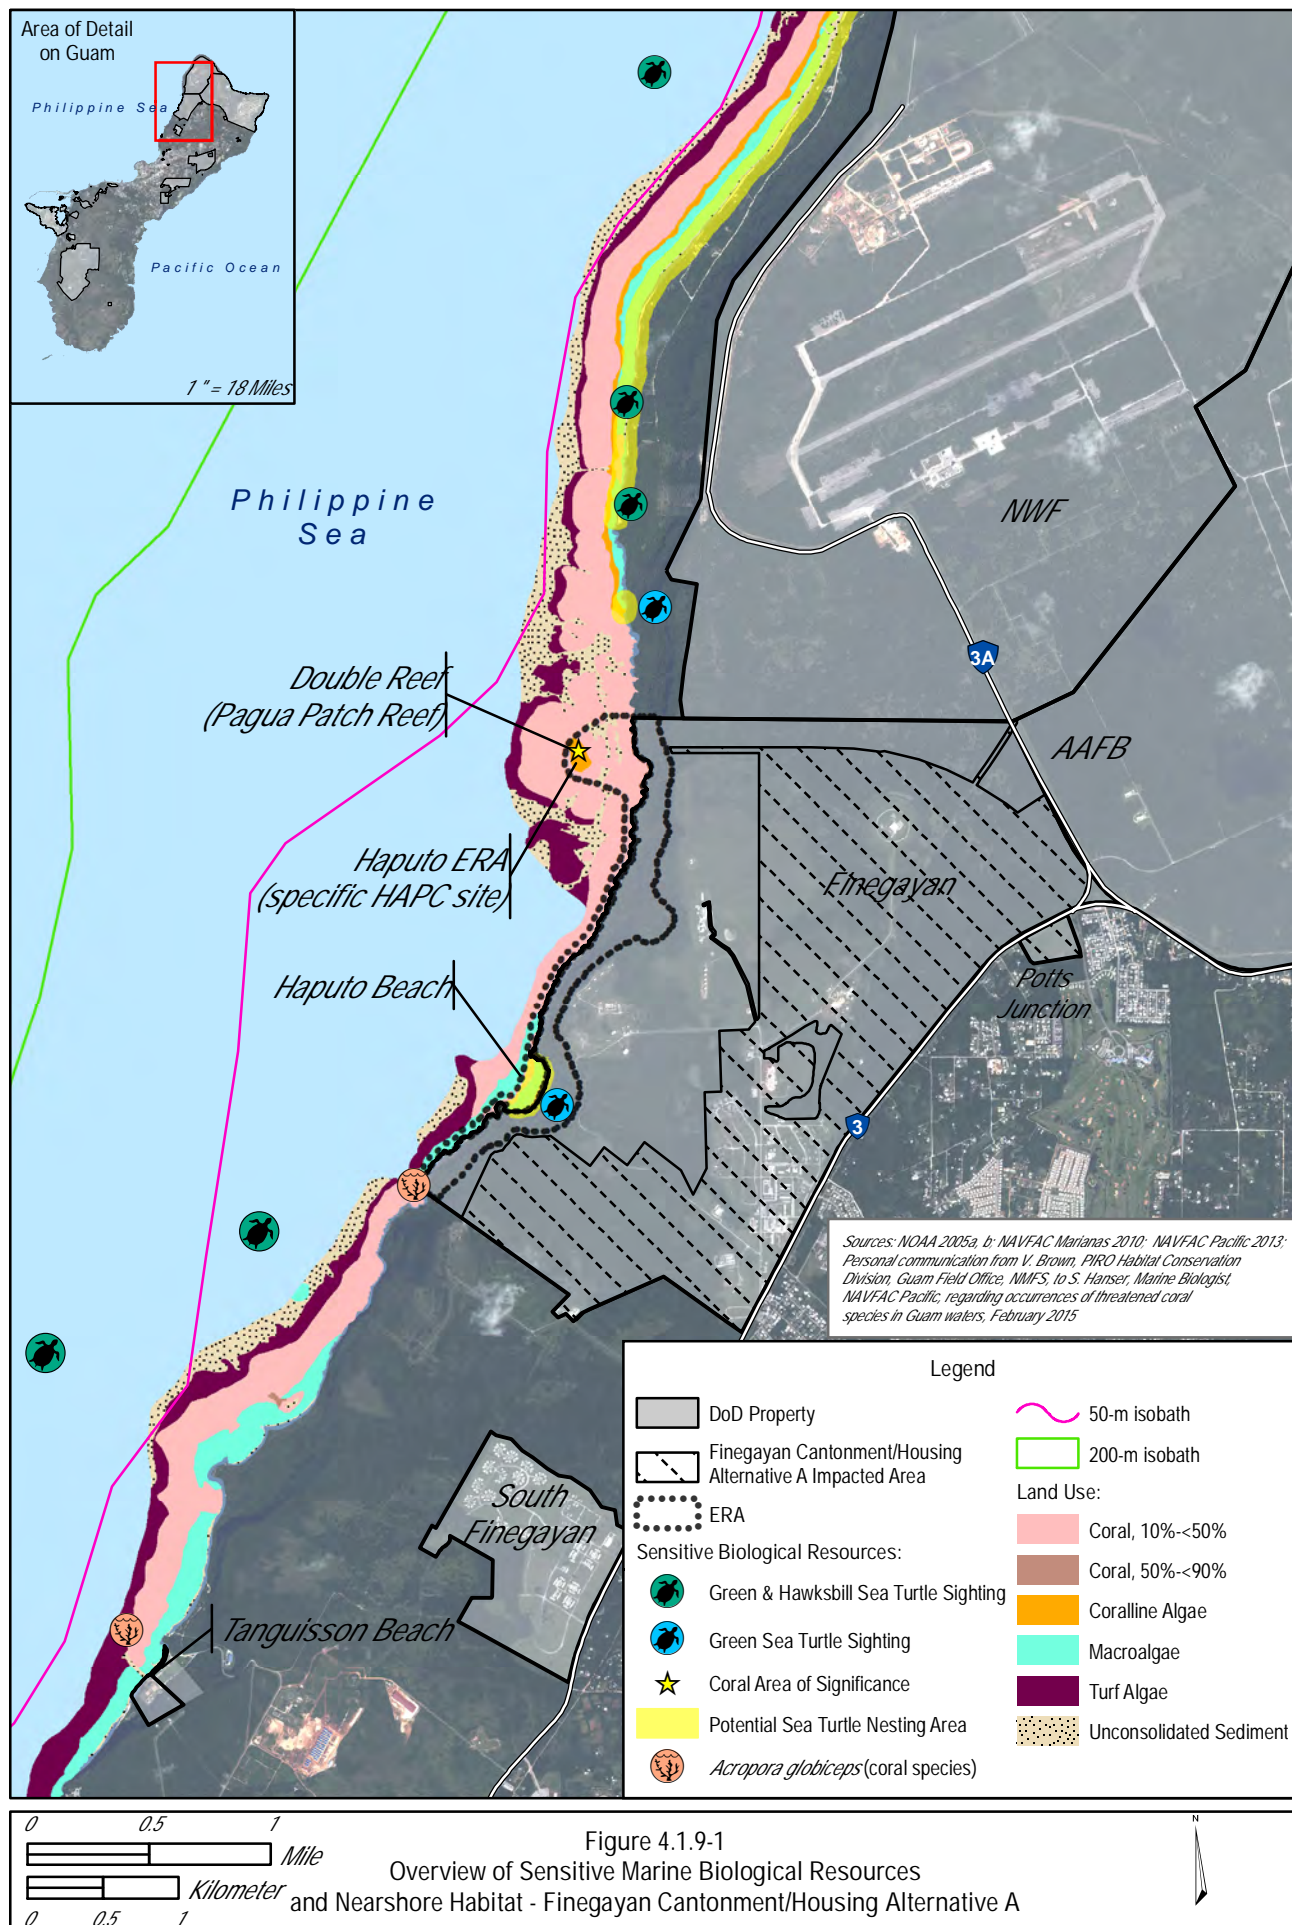 Area of Detail
on Guam
Philippine Sea
Pacific Ocean
1 " = 18 Miles
Philippine
Sea
NWF
3A
Double Reef
(Pagua Patch Reef)
AAFB
Haputo ERA
(specific HAPC site)
Finegayan
Haputo Beach
Potts
Junction
3
Sources: NOAA 2005a, b; NAVFAC Marianas 2010; NAVFAC Pacific 2013;
Personal communication from V. Brown, PIRO Habitat Conservation
Division, Guam Field Office, NMFS, to S. Hanser, Marine Biologist,
NAVFAC Pacific, regarding occurrences of threatened coral
species in Guam waters, February 2015
South
Finegayan
Tanguisson Beach
Legend
DoD Property
Finegayan Cantonment/Housing
Alternative A Impacted Area
ERA
Sensitive Biological Resources:
Green & Hawksbill Sea Turtle Sighting
Green Sea Turtle Sighting
Coral Area of Significance
Potential Sea Turtle Nesting Area
Acropora globiceps (coral species)
50-m isobath
200-m isobath
Land Use:
Coral, 10%-<50%
Coral, 50%-<90%
Coralline Algae
Macroalgae
Turf Algae
Unconsolidated Sediment
0 0.5 1
Mile
Kilometer
0 0.5 1
Figure 4.1.9-1
Overview of Sensitive Marine Biological Resources
and Nearshore Habitat - Finegayan Cantonment/Housing Alternative A
N